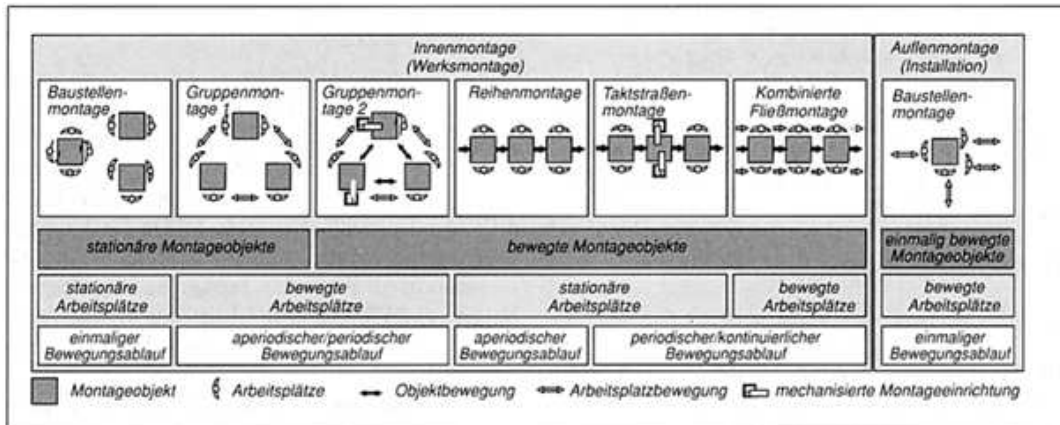 Innenmontage
(Werksmontage)
Außenmontage
(Installation)
Baustellen-
montage
Gruppenmon-
tage 1
Gruppenmon-
tage 2
Reihenmontage
Taktstraßen-
montage
Kombinierte
Fließmontage
Baustellen-
montage
stationäre Montageobjekte
bewegte Montageobjekte
einmalig bewegte
Montageobjekte
stationäre
Arbeitsplätze
bewegte
Arbeitsplätze
stationäre
Arbeitsplätze
bewegte
Arbeitsplätze
bewegte
Arbeitsplätze
einmaliger
Bewegungsablauf
aperiodischer/periodischer
Bewegungsablauf
aperiodischer
Bewegungsablauf
periodischer/kontinuierlicher
Bewegungsablauf
einmaliger
Bewegungsablauf
Montageobjekt
Arbeitsplätze
Objektbewegung
Arbeitsplatzbewegung
mechanisierte Montageeinrichtung